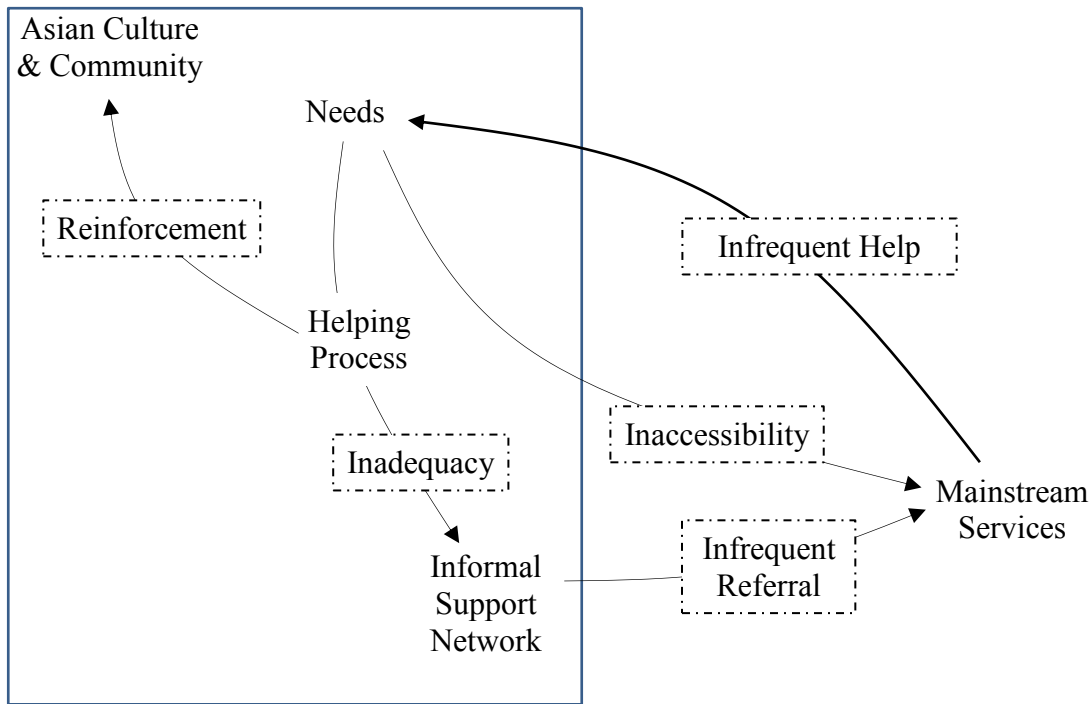 Asian Culture
& Community
Needs
Reinforcement
Infrequent Help
Helping
Process
Inaccessibility
Inadequacy
Mainstream
Services
Infrequent
Referral
Informal
Support
Network